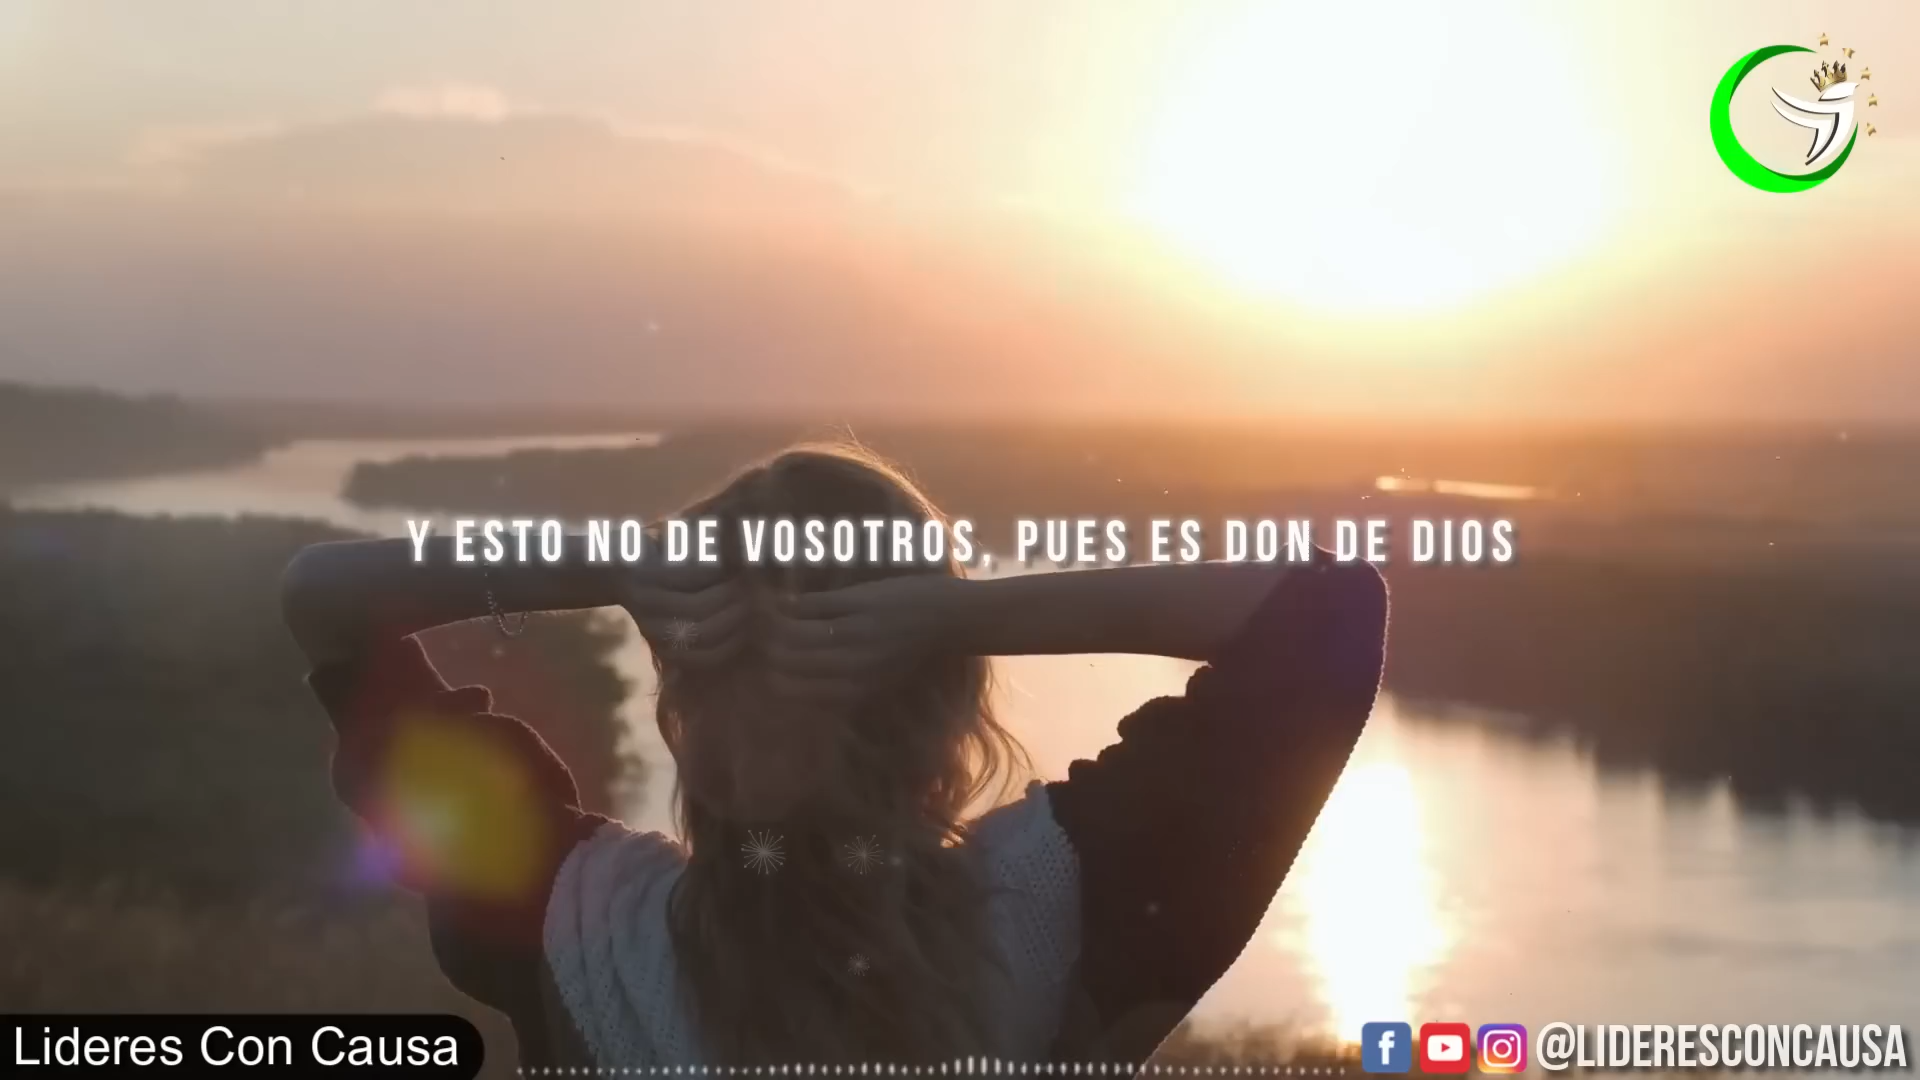 Y ESTO NO DE VOSOTROS, PUES ES DON DE DIOS
Lideres Con Causa
@LIDERESCONCAUSA